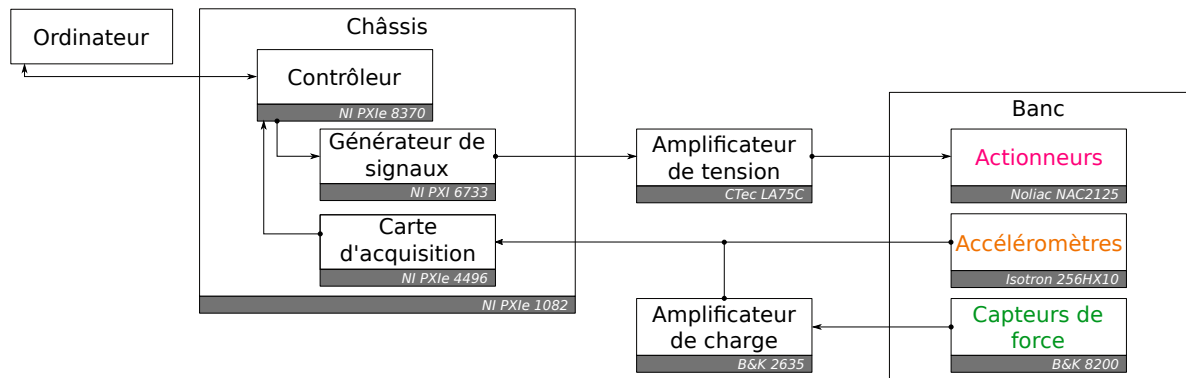 Ordinateur
Châssis
Contrôleur
NI PXIe 8370
Générateur de
signaux
NI PXI 6733
Carte
d'acquisition
NI PXIe 4496
NI PXIe 1082
Amplificateur
de tension
CTec LA75C
Amplificateur
de charge
B&K 2635
Banc
Actionneurs
Noliac NAC2125
Accéléromètres
Isotron 256HX10
Capteurs de
force
B&K 8200